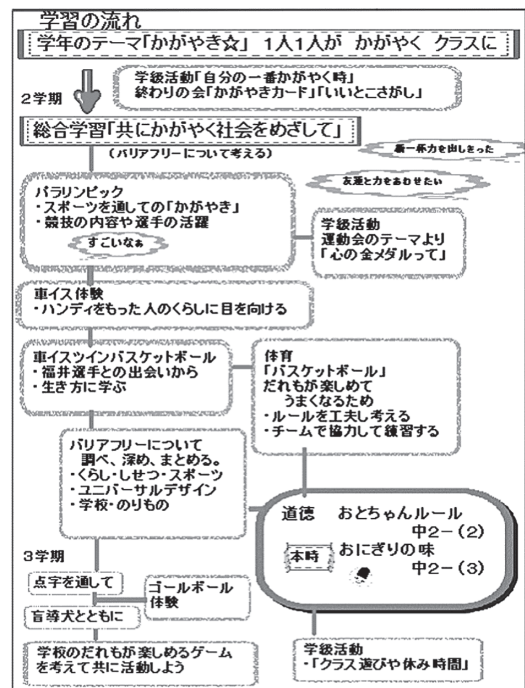 学習の流れ
学年のテーマ「かがやき☆」 1人1人が かがやく クラスに
2学期
学級活動「自分の一番かがやく時」
終わりの会「かがやきカード」「いいとこさがし」
総合学習「共にかがやく社会をめざして」
(バリアフリーについて考える)
精一杯力を出しきった
友達と力をあわせたい
パラリンピック
・スポーツを通しての「かがやき」
・競技の内容や選手の活躍
すごいなぁ
学級活動
運動会のテーマより
「心の金メダルって」
車イス体験
・ハンディをもった人のくらしに目を向ける
車イスツインバスケットボール
・福井選手との出会いから
・生き方に学ぶ
体育
「バスケットボール」
だれもが楽しめて
うまくなるため
・ルールを工夫し考える
・チームで協力して練習する
バリアフリーについて
調べ、深め、まとめる。
・くらし・しせつ・スポーツ
・ユニバーサルデザイン
・学校・のりもの
道徳 おとちゃんルール
中2-(2)
本時 おにぎりの味
中2-(3)
3学期
点字を通して
盲導犬とともに
ゴールボール
体験
学校のだれもが楽しめるゲーム
を考えて共に活動しよう
学級活動
・「クラス遊びや休み時間」